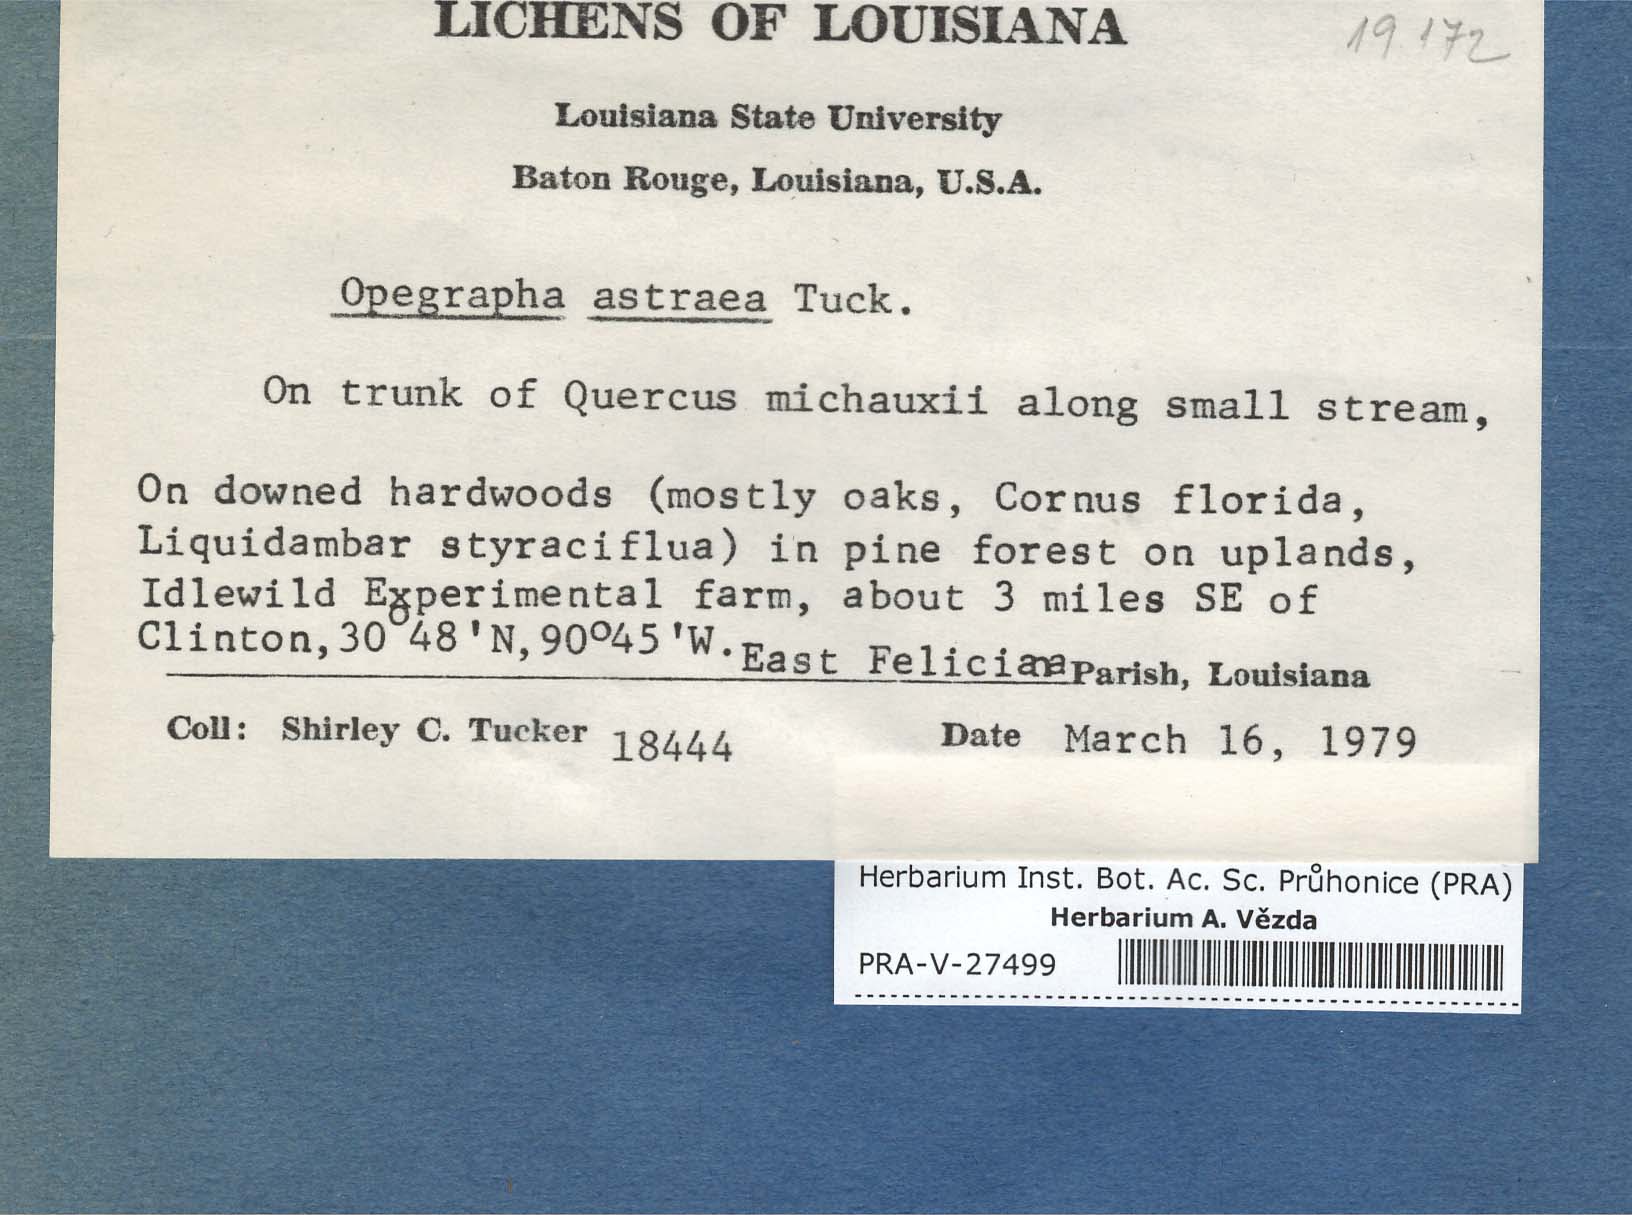 LICHENS OF LOUISIANA
19.172
Louisiana State University
Baton Rouge, Louisiana, U.S.A.
Opegrapha astraea Tuck.
On trunk of Quercus michauxii along small stream,
On downed hardwoods (mostly oaks, Cornus florida,
Liquidambar styraciflua) in pine forest on uplands,
Idlewild Experimental farm, about 3 miles SE of
Clinton, 30°48'N, 90°45'W. East Feliciana Parish, Louisiana
Coll: Shirley C. Tucker 18444 Date March 16, 1979
Herbarium Inst. Bot. Ac. Sc. Průhonice (PRA)
Herbarium A. Vězda
PRA-V-27499